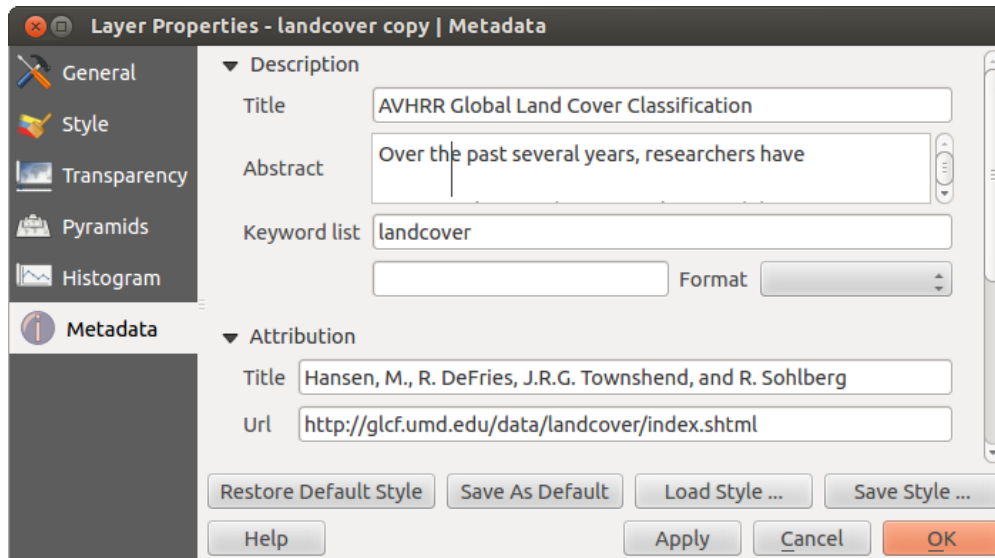 Layer Properties - landcover copy | Metadata
General
Style
Transparency
Pyramids
Histogram
Metadata
Description
Title AVHRR Global Land Cover Classification
Abstract Over the past several years, researchers have
Keyword list landcover
Format
Attribution
Title Hansen, M., R. DeFries, J.R.G. Townshend, and R. Sohlberg
Url http://glcf.umd.edu/data/landcover/index.shtml
Restore Default Style Save As Default Load Style ... Save Style ...
Help Apply Cancel OK